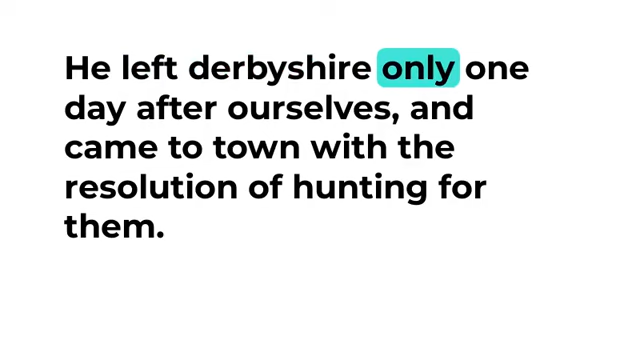 He left derbyshire only one
day after ourselves, and
came to town with the
resolution of hunting for
them.